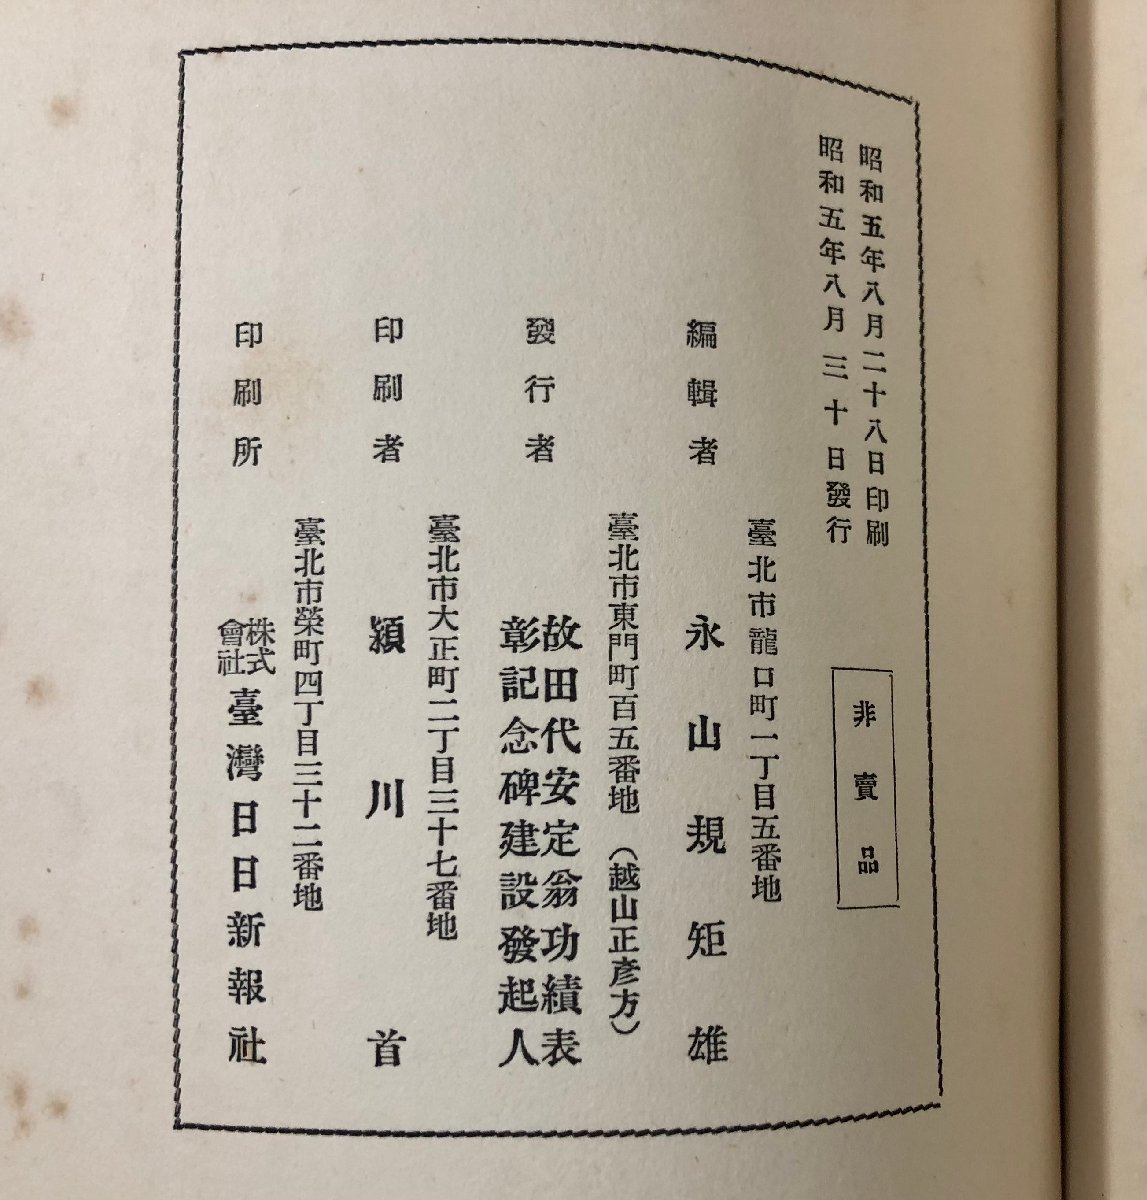 昭和五年八月二十八日印刷
昭和五年八月三十日發行
非賣品
臺北市龍口町一丁目五番地
編輯者 永山規矩雄
臺北市東門町百五番地（越山正彥方）
發行者 故田代安定翁功績表
彰記念碑建設發起人
臺北市大正町二丁目三十七番地
印刷者 潁川首
臺北市榮町四丁目三十二番地
印刷所 株式會社臺灣日日新報社